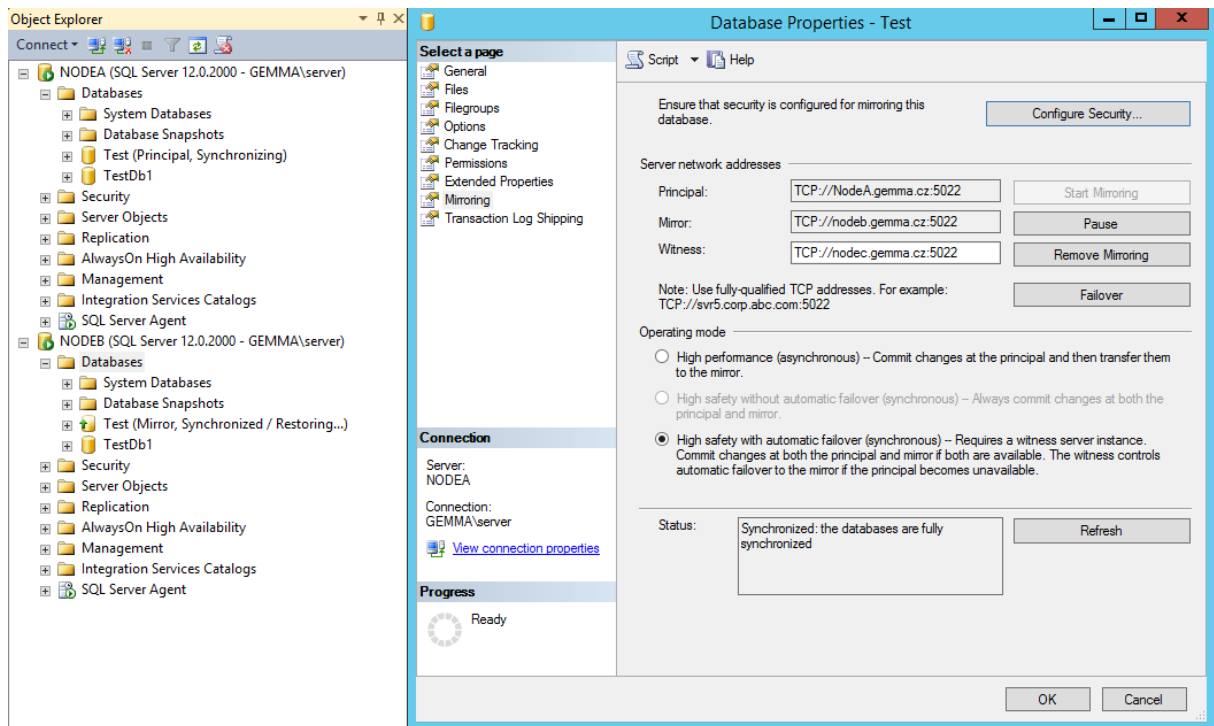 Object Explorer
Connect
NODEA (SQL Server 12.0.2000 - GEMMA\server)
Databases
System Databases
Database Snapshots
Test (Principal, Synchronizing)
TestDb1
Security
Server Objects
Replication
AlwaysOn High Availability
Management
Integration Services Catalogs
SQL Server Agent
NODEB (SQL Server 12.0.2000 - GEMMA\server)
Databases
System Databases
Database Snapshots
Test (Mirror, Synchronized / Restoring...)
TestDb1
Security
Server Objects
Replication
AlwaysOn High Availability
Management
Integration Services Catalogs
SQL Server Agent
Database Properties - Test
Select a page
General
Files
Filegroups
Options
Change Tracking
Permissions
Extended Properties
Mirroring
Transaction Log Shipping
Connection
Server:
NODEA
Connection:
GEMMA\server
View connection properties
Progress
Ready
Script
Help
Ensure that security is configured for mirroring this
database.
Configure Security...
Server network addresses
Principal: TCP://NodeA.gemma.cz:5022 Start Mirroring
Mirror: TCP://nodeb.gemma.cz:5022 Pause
Witness: TCP://nodec.gemma.cz:5022 Remove Mirroring
Note: Use fully-qualified TCP addresses. For example:
TCP://svr5.corp.abc.com:5022
Failover
Operating mode
High performance (asynchronous) -- Commit changes at the principal and then transfer them
to the mirror.
High safety without automatic failover (synchronous) -- Always commit changes at both the
principal and mirror.
High safety with automatic failover (synchronous) -- Requires a witness server instance.
Commit changes at both the principal and mirror if both are available. The witness controls
automatic failover to the mirror if the principal becomes unavailable.
Status:
Synchronized: the databases are fully
synchronized
Refresh
OK
Cancel